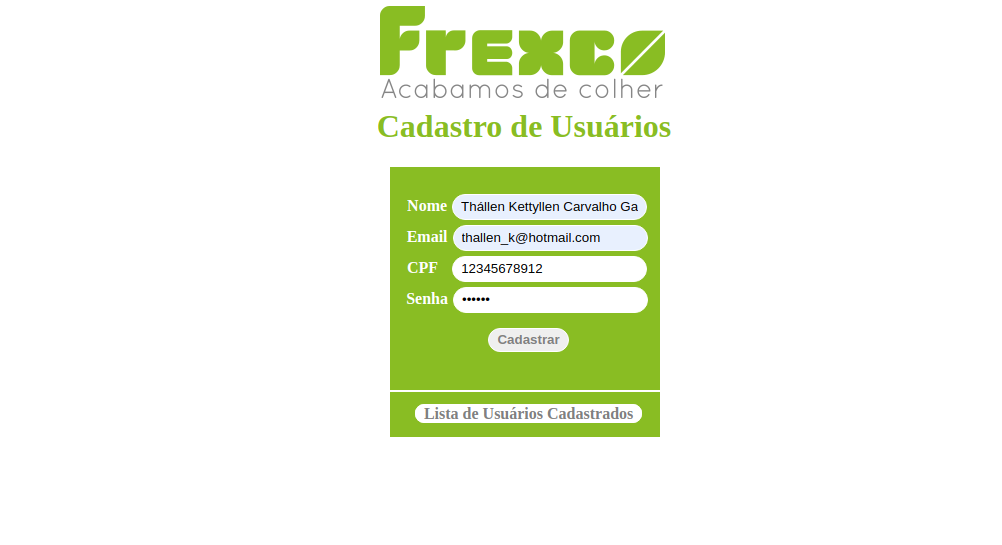 Frexco
Acabamos de colher
Cadastro de Usuários
Nome Thállen Kettyllen Carvalho Ga
Email thallen_k@hotmail.com
CPF 12345678912
Senha ••••••
Cadastrar
Lista de Usuários Cadastrados